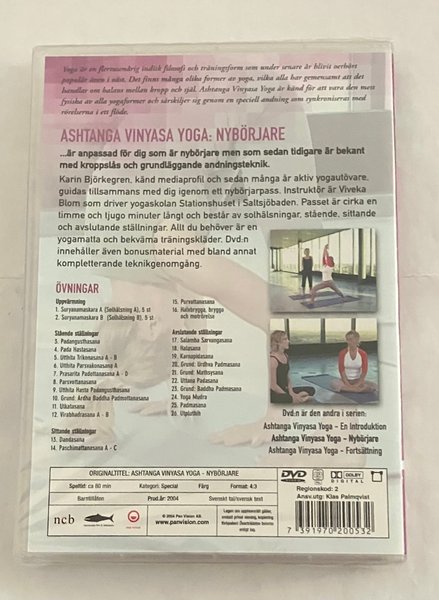 Yoga är en flertusenårig indisk filosofi och träningsform som under senare år blivit oerhört
populär även i väst. Det finns många olika former av yoga, vilka alla har gemensamt att det
handlar om balans mellan kropp och själ. Ashtanga Vinyasa Yoga är känd för att vara den mest
fysiska av alla yogaformer och särskiljer sig genom en speciell andning som synkroniseras med
rörelserna i ett flöde.
ASHTANGA VINYASA YOGA: NYBÖRJARE
...är anpassad för dig som är nybörjare men som sedan tidigare är bekant
med kroppslås och grundläggande andningsteknik.
Karin Björkegren, känd mediaprofil och sedan många år aktiv yogautövare,
guidas tillsammans med dig igenom ett nybörjarpass. Instruktör är Viveka
Blom som driver yogaskolan Stationshuset i Saltsjöbaden. Passet är cirka en
timme och tjugo minuter långt och består av solhälsningar, stående, sittande
och avslutande ställningar. Allt du behöver är en
yogamatta och bekväma träningskläder. Dvd:n
innehåller även bonusmaterial med bland annat
kompletterande teknikgenomgång.
ÖVNINGAR
Uppvärmning
1. Suryanamaskara A (Solhälsning A), 5 st
2. Suryanamaskara B (Solhälsning B), 5 st
Stående ställningar
3. Padangusthasana
4. Pada Hastasana
5. Utthita Trikonasana A - B
6. Utthita Parsvakonasana A
7. Prasarita Padottanasana A - D
8. Parsvottanasana
9. Utthita Hasta Padangusthasana
10. Grund: Ardha Baddha Padmottanasana
11. Utkatasana
12. Virabhadrasana A - B
Sittande ställningar
13. Dandasana
14. Paschimattanasana A - C
15. Purvottanasana
16. Halvbrygga, brygga
och motrörelse
Avslutande ställningar
17. Salamba Sarvangasana
18. Halasana
19. Karnapidasana
20. Grund: Urdhva Padmasana
21. Grund: Mathsyasana
22. Uttana Padasana
23. Grund: Baddha Padmasana
24. Yoga Mudra
25. Padmasana
26. Utpluthih
Dvd:n är den andra i serien:
Ashtanga Vinyasa Yoga - En Introduktion
Ashtanga Vinyasa Yoga - Nybörjare
Ashtanga Vinyasa Yoga - Fortsättning
ORIGINALTITEL: ASHTANGA VINYASA YOGA - NYBÖRJARE
Speltid: ca 80 min
Kategori: Special
Färg
Format: 4:3
Barntillåten
Prod.år: 2004
Svenskt tal/svensk text
DVD
VIDEO
DOLBY
DIGITAL
Regionskod: 2
Ansv.utg: Klas Palmqvist
ncb
© 2004 Pan Vision AB.
www.panvision.com
7 391970 200532